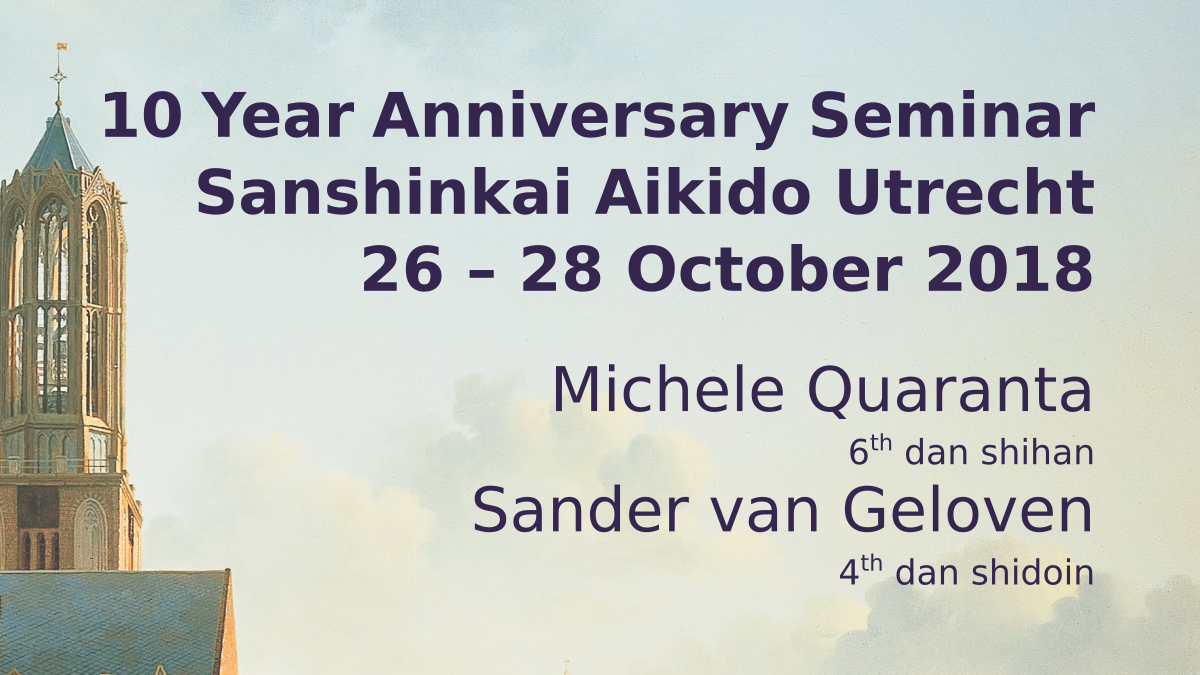 10 Year Anniversary Seminar
Sanshinkai Aikido Utrecht
26 – 28 October 2018
Michele Quaranta
6th dan shihan
Sander van Geloven
4th dan shidoin